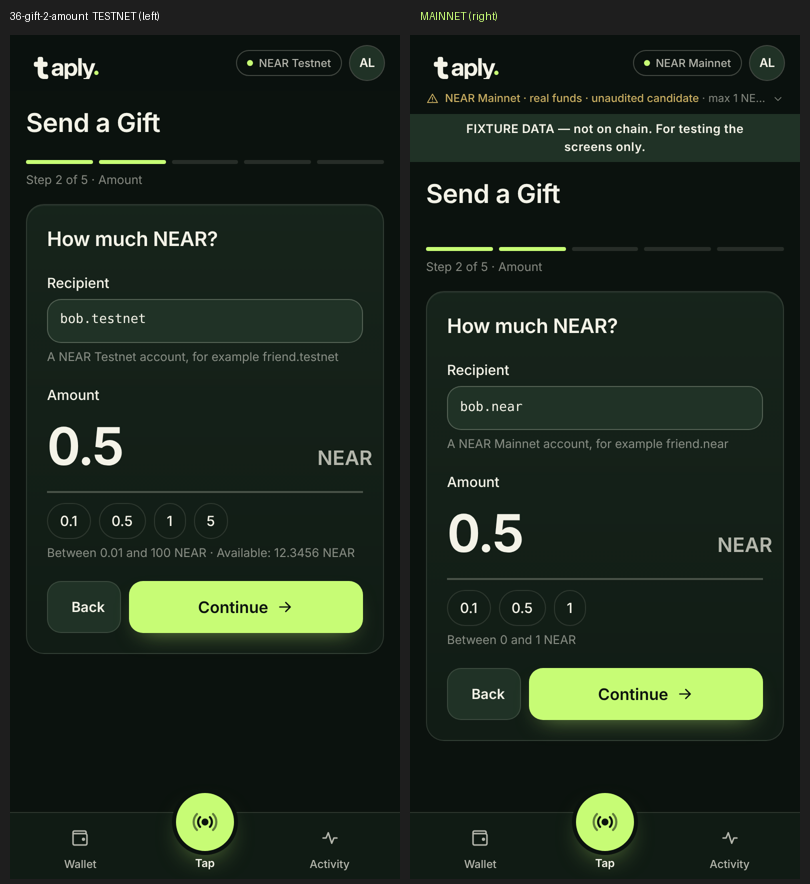 36-gift-2-amount TESTNET (left)
taply.
NEAR Testnet
AL
Send a Gift
Step 2 of 5 · Amount
How much NEAR?
Recipient
bob.testnet
A NEAR Testnet account, for example friend.testnet
Amount
0.5
NEAR
0.1
0.5
1
5
Between 0.01 and 100 NEAR · Available: 12.3456 NEAR
Back
Continue →
Wallet
Tap
Activity
MAINNET (right)
taply.
NEAR Mainnet
AL
NEAR Mainnet · real funds · unaudited candidate · max 1 NE...
FIXTURE DATA — not on chain. For testing the
screens only.
Send a Gift
Step 2 of 5 · Amount
How much NEAR?
Recipient
bob.near
A NEAR Mainnet account, for example friend.near
Amount
0.5
NEAR
0.1
0.5
1
Between 0 and 1 NEAR
Back
Continue →
Wallet
Tap
Activity